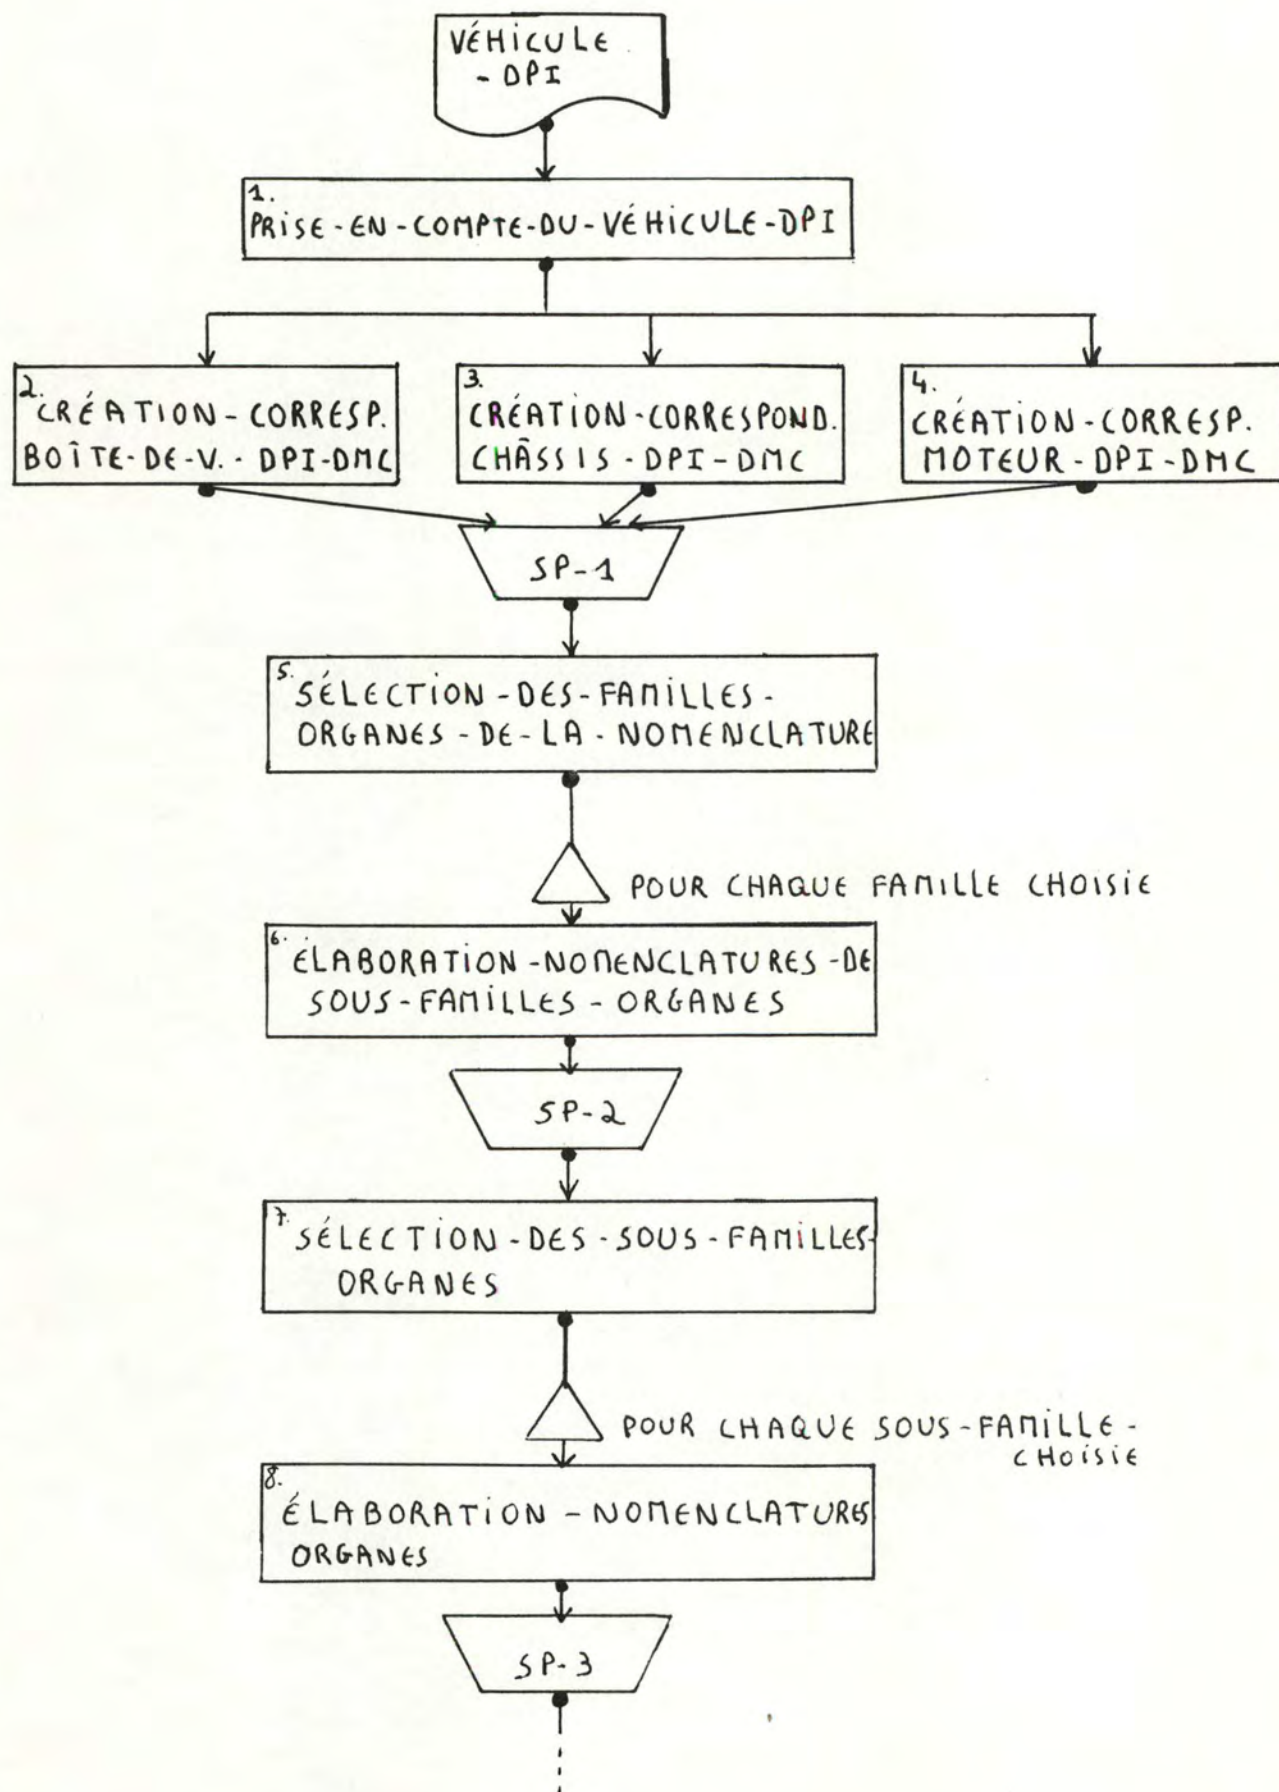 VÉHICULE
- DPI
1.
PRISE-EN-COMPTE-DU-VÉHICULE-DPI
2.
CRÉATION-CORRESP.
BOÎTE-DE-V.-DPI-DMC
3.
CRÉATION-CORRESPOND.
CHÂSSIS-DPI-DMC
4.
CRÉATION-CORRESP.
MOTEUR-DPI-DMC
SP-1
5.
SÉLECTION-DES-FAMILLES-
ORGANES-DE-LA-NOMENCLATURE
POUR CHAQUE FAMILLE CHOISIE
6.
ÉLABORATION-NOMENCLATURES-DE
SOUS-FAMILLES-ORGANES
SP-2
7.
SÉLECTION-DES-SOUS-FAMILLES-
ORGANES
POUR CHAQUE SOUS-FAMILLE-
CHOISIE
8.
ÉLABORATION-NOMENCLATURES
ORGANES
SP-3